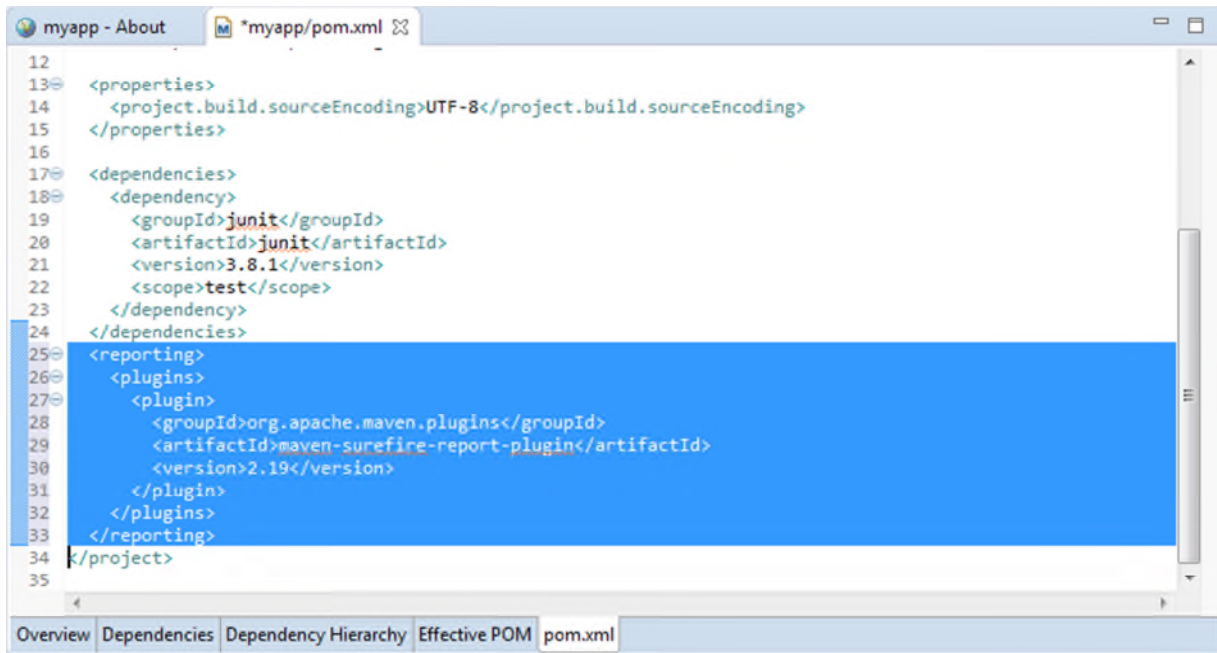 myapp - About
*myapp/pom.xml
12
13 <properties>
14 <project.build.sourceEncoding>UTF-8</project.build.sourceEncoding>
15 </properties>
16
17 <dependencies>
18 <dependency>
19 <groupId>junit</groupId>
20 <artifactId>junit</artifactId>
21 <version>3.8.1</version>
22 <scope>test</scope>
23 </dependency>
24 </dependencies>
25 <reporting>
26 <plugins>
27 <plugin>
28 <groupId>org.apache.maven.plugins</groupId>
29 <artifactId>maven-surefire-report-plugin</artifactId>
30 <version>2.19</version>
31 </plugin>
32 </plugins>
33 </reporting>
34 </project>
35
Overview Dependencies Dependency Hierarchy Effective POM pom.xml